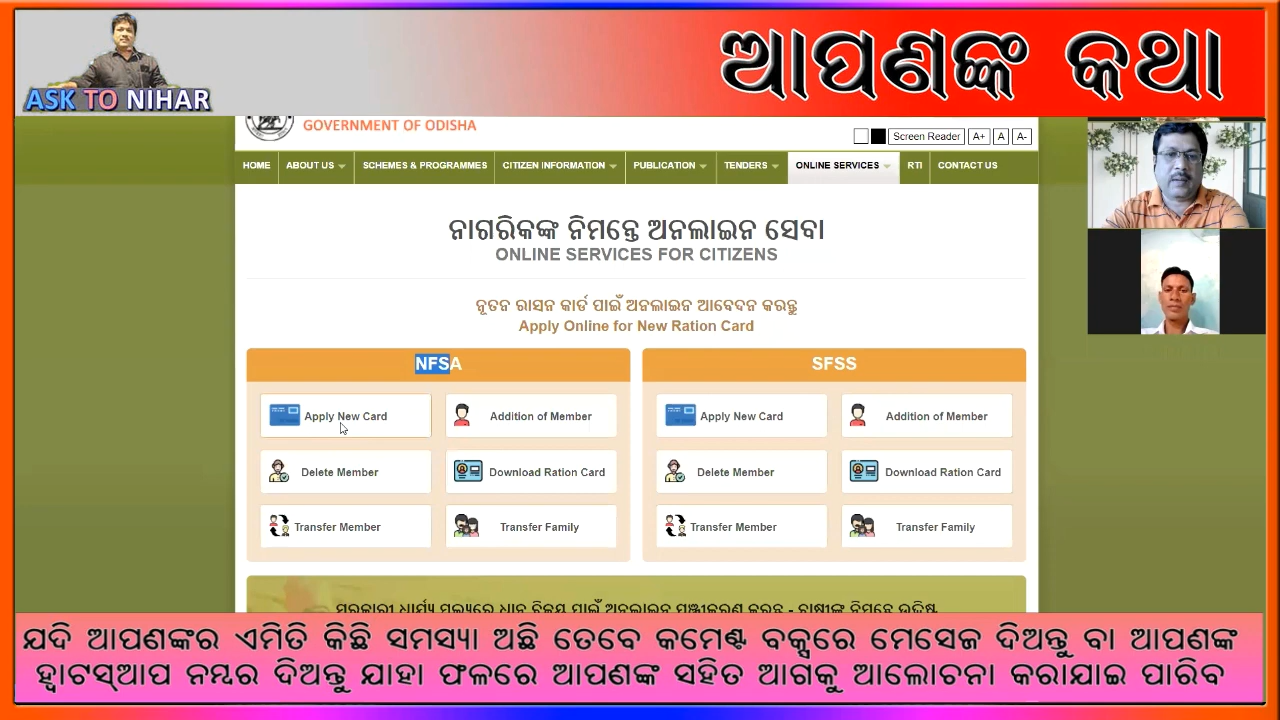 ASK TO NIHAR
ଆପଣଙ୍କ କଥା
GOVERNMENT OF ODISHA
Screen Reader A+ A A-
HOME ABOUT US SCHEMES & PROGRAMMES CITIZEN INFORMATION PUBLICATION TENDERS ONLINE SERVICES RTI CONTACT US
ନାଗରିକଙ୍କ ନିମନ୍ତେ ଅନଲାଇନ ସେବା
ONLINE SERVICES FOR CITIZENS
ନୂତନ ରାସନ କାର୍ଡ ପାଇଁ ଅନଲାଇନ ଆବେଦନ କରନ୍ତୁ
Apply Online for New Ration Card
NFSA
Apply New Card Addition of Member
Delete Member Download Ration Card
Transfer Member Transfer Family
SFSS
Apply New Card Addition of Member
Delete Member Download Ration Card
Transfer Member Transfer Family
ଯଦି ଆପଣଙ୍କର ଏମିତି କିଛି ସମସ୍ୟା ଅଛି ତେବେ କମେଣ୍ଟ ବକ୍ସରେ ମେସେଜ ଦିଅନ୍ତୁ ବା ଆପଣଙ୍କ
ହ୍ୱାଟସ୍ଆପ ନମ୍ବର ଦିଅନ୍ତୁ ଯାହା ଫଳରେ ଆପଣଙ୍କ ସହିତ ଆଗକୁ ଆଲୋଚନା କରାଯାଇ ପାରିବ